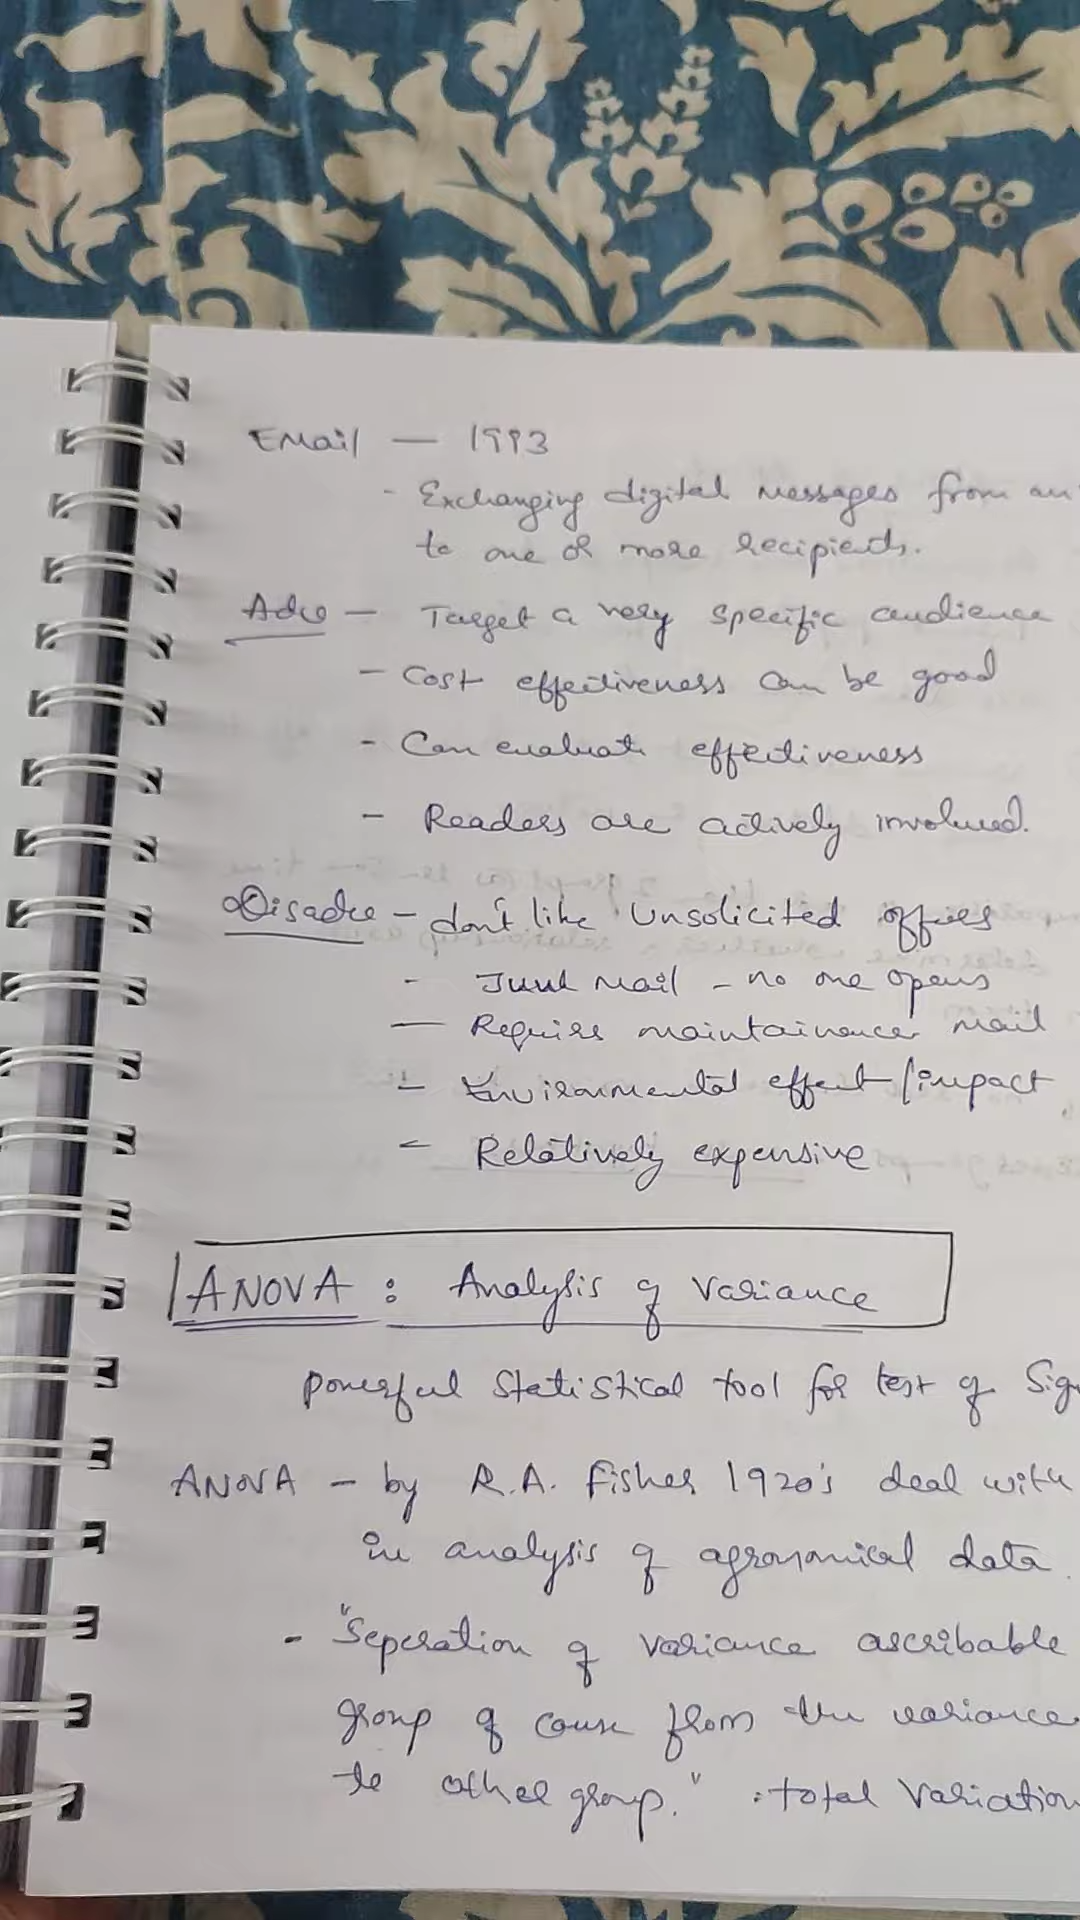 Email — 1993
- Exchanging digital messages from an
to one or more recipients.
Adv — Target a very specific audience
- Cost effectiveness can be good
- Can evaluate effectiveness
- Readers are actively involved.
Disadv - don't like unsolicited offers
- Junk mail - no one opens
- Requires maintainence mail
- Environmental effect/impact
- Relatively expensive
ANOVA : Analysis of Variance
powerful statistical tool for test of Sig
ANOVA - by R.A. Fisher 1920's deal with
in analysis of agronomical data.
- "Seperation of variance ascribable
group of cause from the variance
to other group." : total Variation